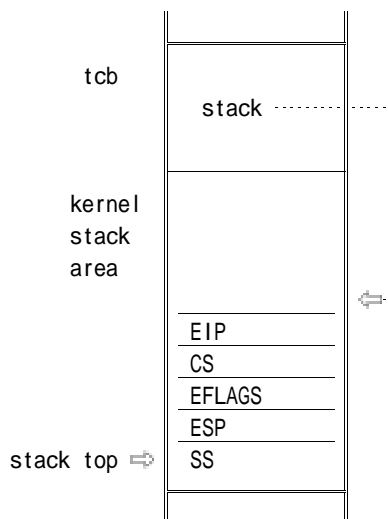 tcb
stack
kernel
stack
area
EIP
CS
EFLAGS
ESP
stack top
SS